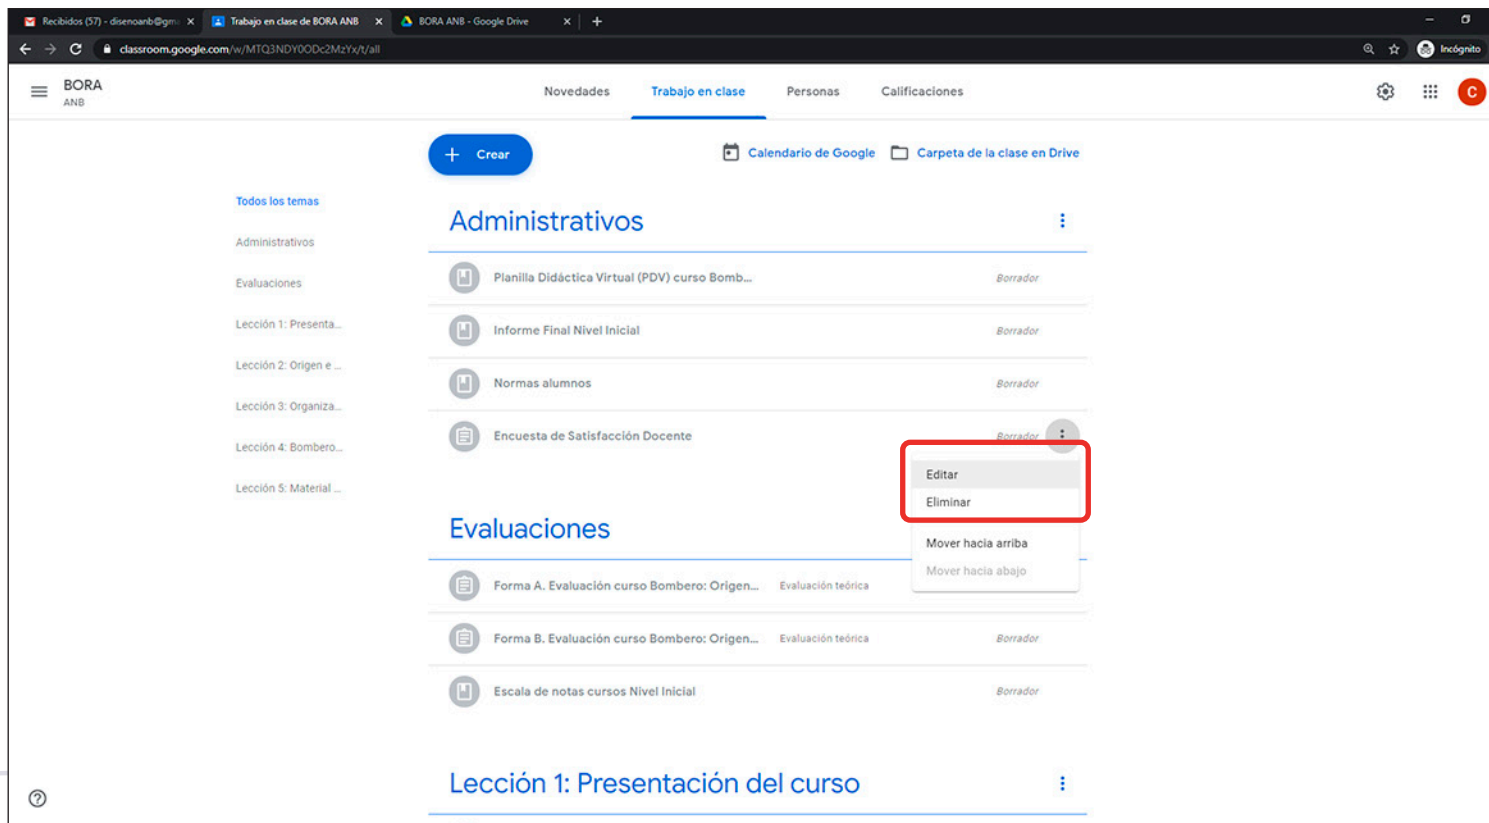 Recibidos (57) - disenoanb@gm
Trabajo en clase de BORA ANB
BORA ANB - Google Drive
classroom.google.com/w/MTQ3NDY0ODc2MzYx/t/all
Incógnito
BORA
ANB
Novedades
Trabajo en clase
Personas
Calificaciones
C
Crear
Calendario de Google
Carpeta de la clase en Drive
Todos los temas
Administrativos
Evaluaciones
Lección 1: Presenta...
Lección 2: Origen e ...
Lección 3: Organiza...
Lección 4: Bombero...
Lección 5: Material ...
Administrativos
Planilla Didáctica Virtual (PDV) curso Bomb...
Borrador
Informe Final Nivel Inicial
Borrador
Normas alumnos
Borrador
Encuesta de Satisfacción Docente
Borrador
Editar
Eliminar
Mover hacia arriba
Mover hacia abajo
Evaluaciones
Forma A. Evaluación curso Bombero: Origen...
Evaluación teórica
Forma B. Evaluación curso Bombero: Origen...
Evaluación teórica
Borrador
Escala de notas cursos Nivel Inicial
Borrador
Lección 1: Presentación del curso